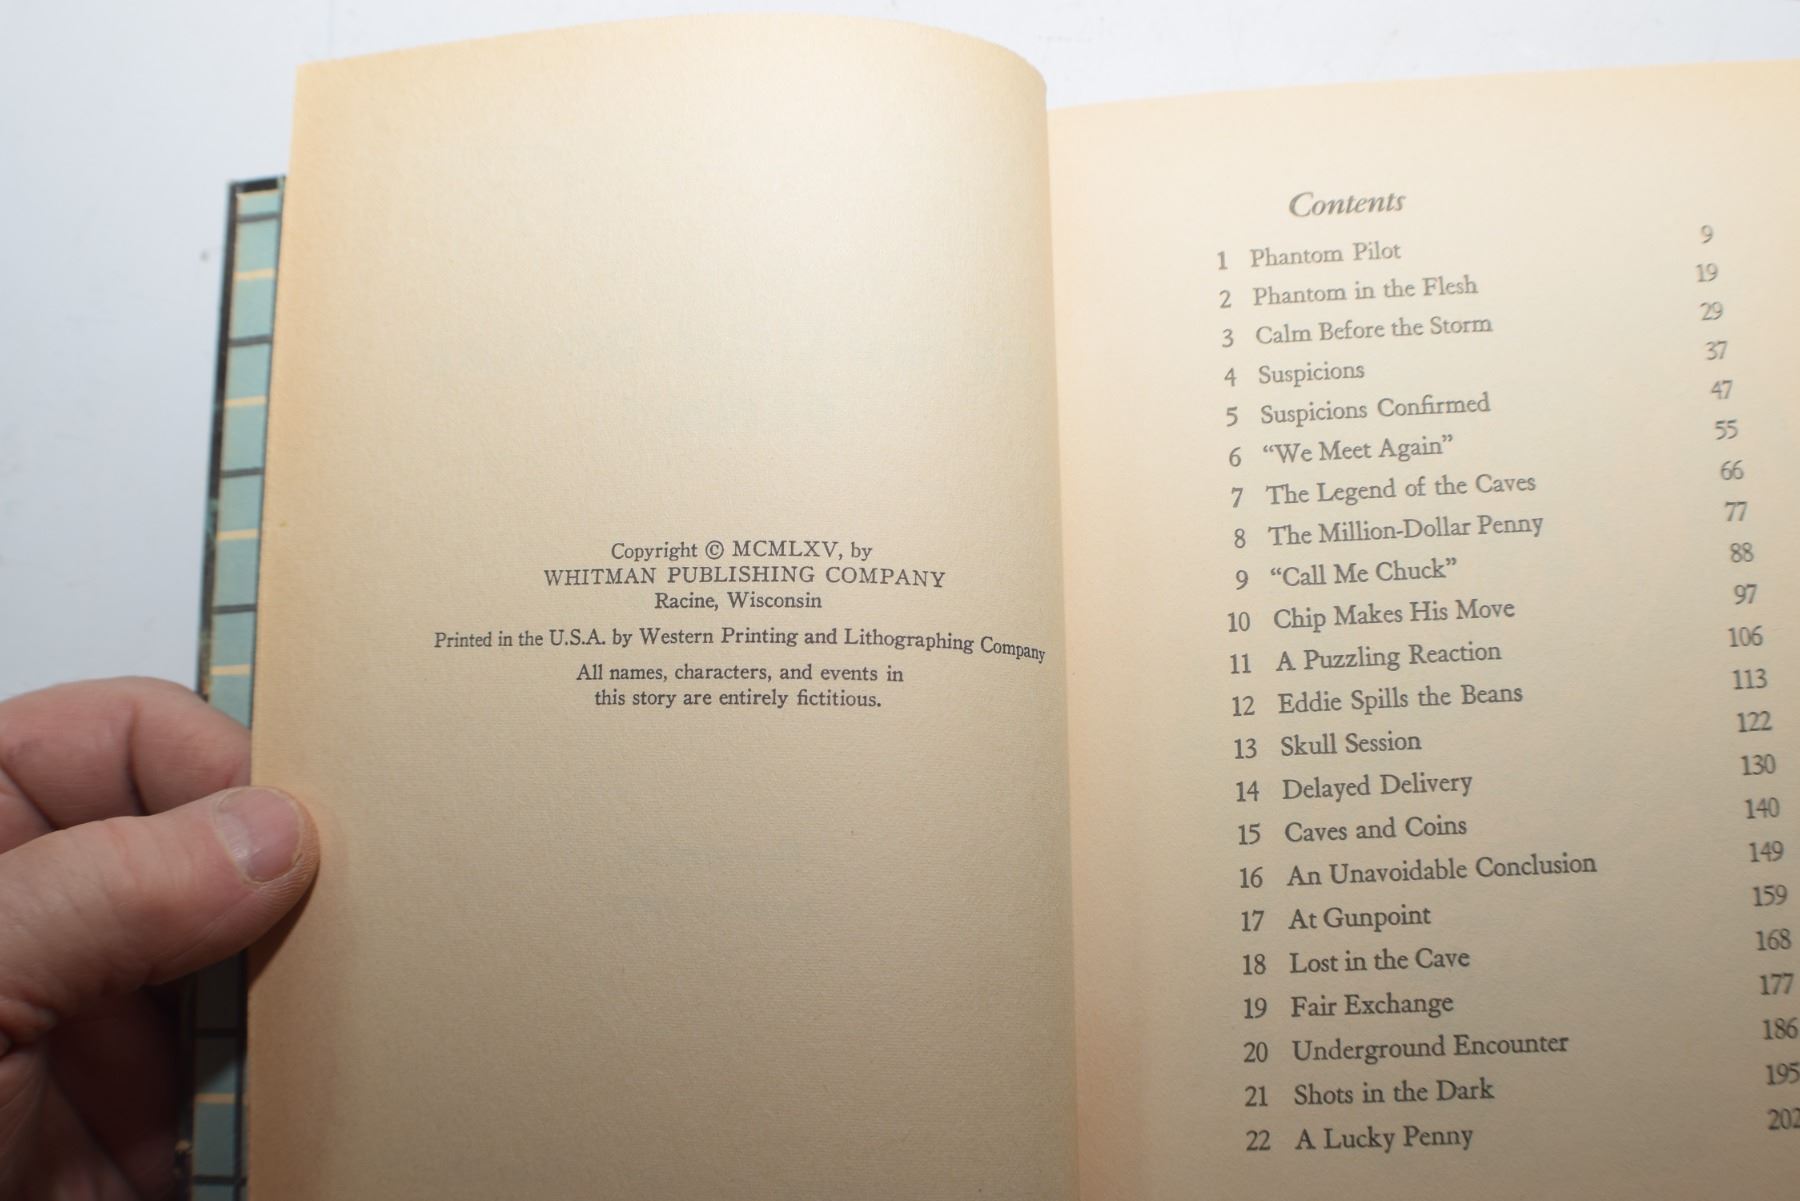 Copyright © MCMLXV, by
WHITMAN PUBLISHING COMPANY
Racine, Wisconsin
Printed in the U.S.A. by Western Printing and Lithographing Company
All names, characters, and events in
this story are entirely fictitious.
Contents
1 Phantom Pilot 9
2 Phantom in the Flesh 19
3 Calm Before the Storm 29
4 Suspicions 37
5 Suspicions Confirmed 47
6 “We Meet Again” 55
7 The Legend of the Caves 66
8 The Million-Dollar Penny 77
9 “Call Me Chuck” 88
10 Chip Makes His Move 97
11 A Puzzling Reaction 106
12 Eddie Spills the Beans 113
13 Skull Session 122
14 Delayed Delivery 130
15 Caves and Coins 140
16 An Unavoidable Conclusion 149
17 At Gunpoint 159
18 Lost in the Cave 168
19 Fair Exchange 177
20 Underground Encounter 186
21 Shots in the Dark 195
22 A Lucky Penny 202